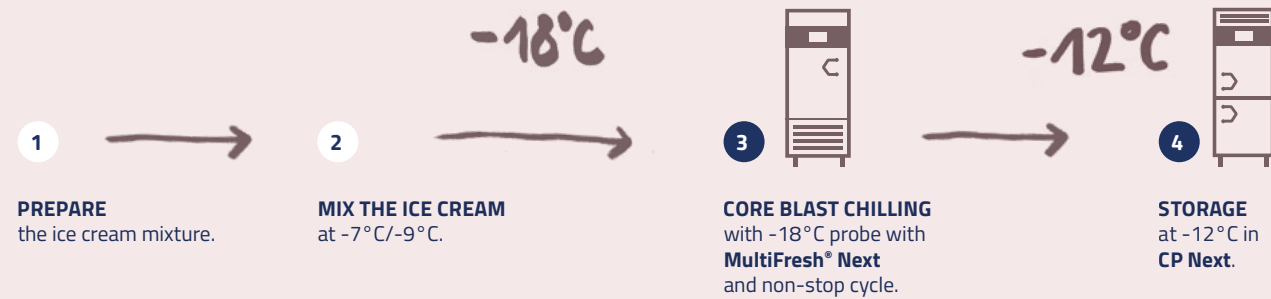 -18°C
-12°C
1
2
3
4
PREPARE
the ice cream mixture.
MIX THE ICE CREAM
at -7°C/-9°C.
CORE BLAST CHILLING
with -18°C probe with
MultiFresh® Next
and non-stop cycle.
STORAGE
at -12°C in
CP Next.